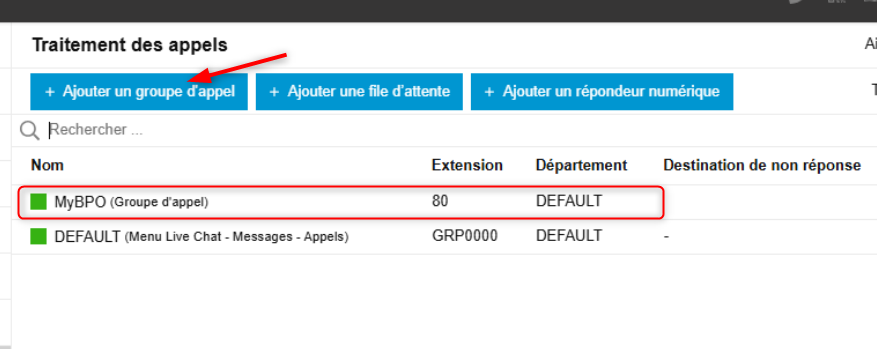 Traitement des appels
+ Ajouter un groupe d'appel + Ajouter une file d'attente + Ajouter un répondeur numérique
Rechercher ...
Nom Extension Département Destination de non réponse
MyBPO (Groupe d'appel) 80 DEFAULT
DEFAULT (Menu Live Chat - Messages - Appels) GRP0000 DEFAULT -